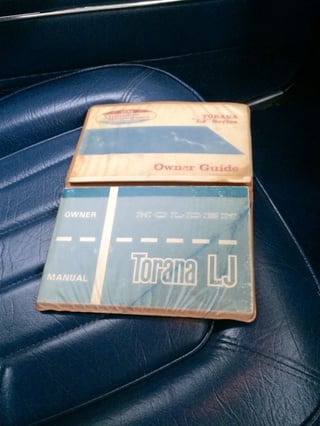 TORANA
"LJ" Series
Owner Guide
OWNER HOLDEN
MANUAL Torana LJ